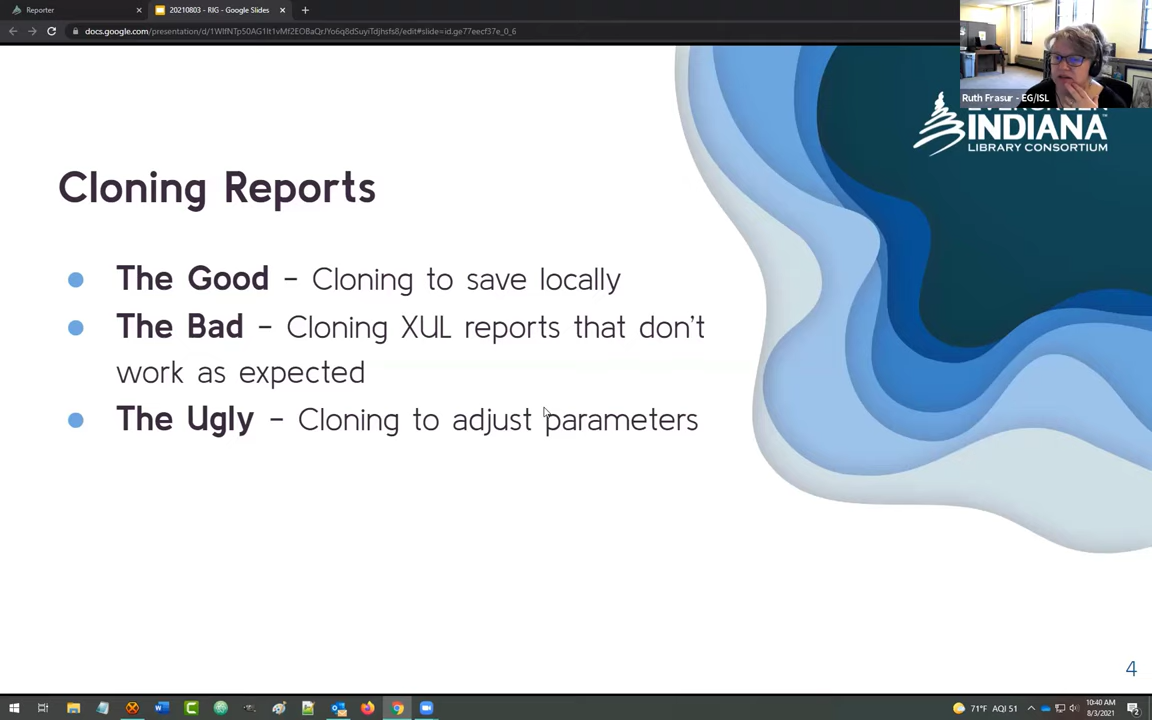 Reporter
20210803 - RIG - Google Slides
docs.google.com/presentation/d/1WIfNTp50AG1It1vMf2EOBaQrJYo6q8dSuyiTdjhsfs8/edit#slide=id.ge77eecf37e_0_6
Ruth Frasur - EG/ISL
INDIANA
LIBRARY CONSORTIUM
Cloning Reports
The Good - Cloning to save locally
The Bad - Cloning XUL reports that don't
work as expected
The Ugly - Cloning to adjust parameters
4
71°F AQI 51
10:40 AM
8/3/2021
2